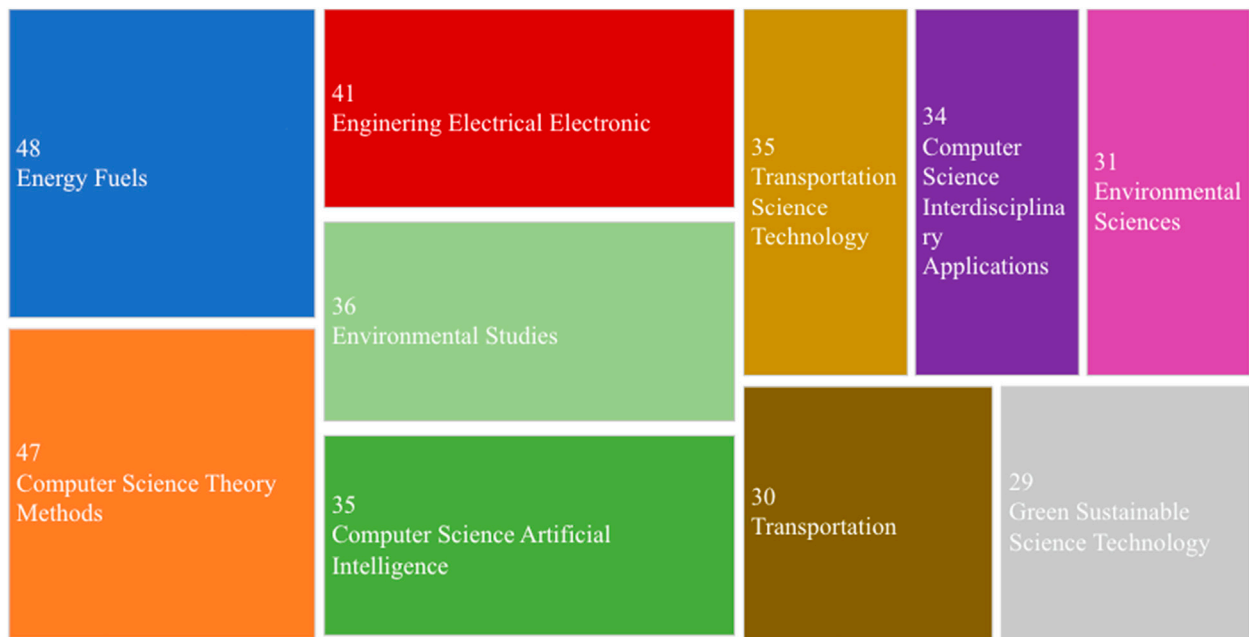 48
Energy Fuels
47
Computer Science Theory
Methods
41
Enginering Electrical Electronic
36
Environmental Studies
35
Computer Science Artificial
Intelligence
35
Transportation
Science
Technology
34
Computer
Science
Interdisciplina
ry
Applications
31
Environmental
Sciences
30
Transportation
29
Green Sustainable
Science Technology